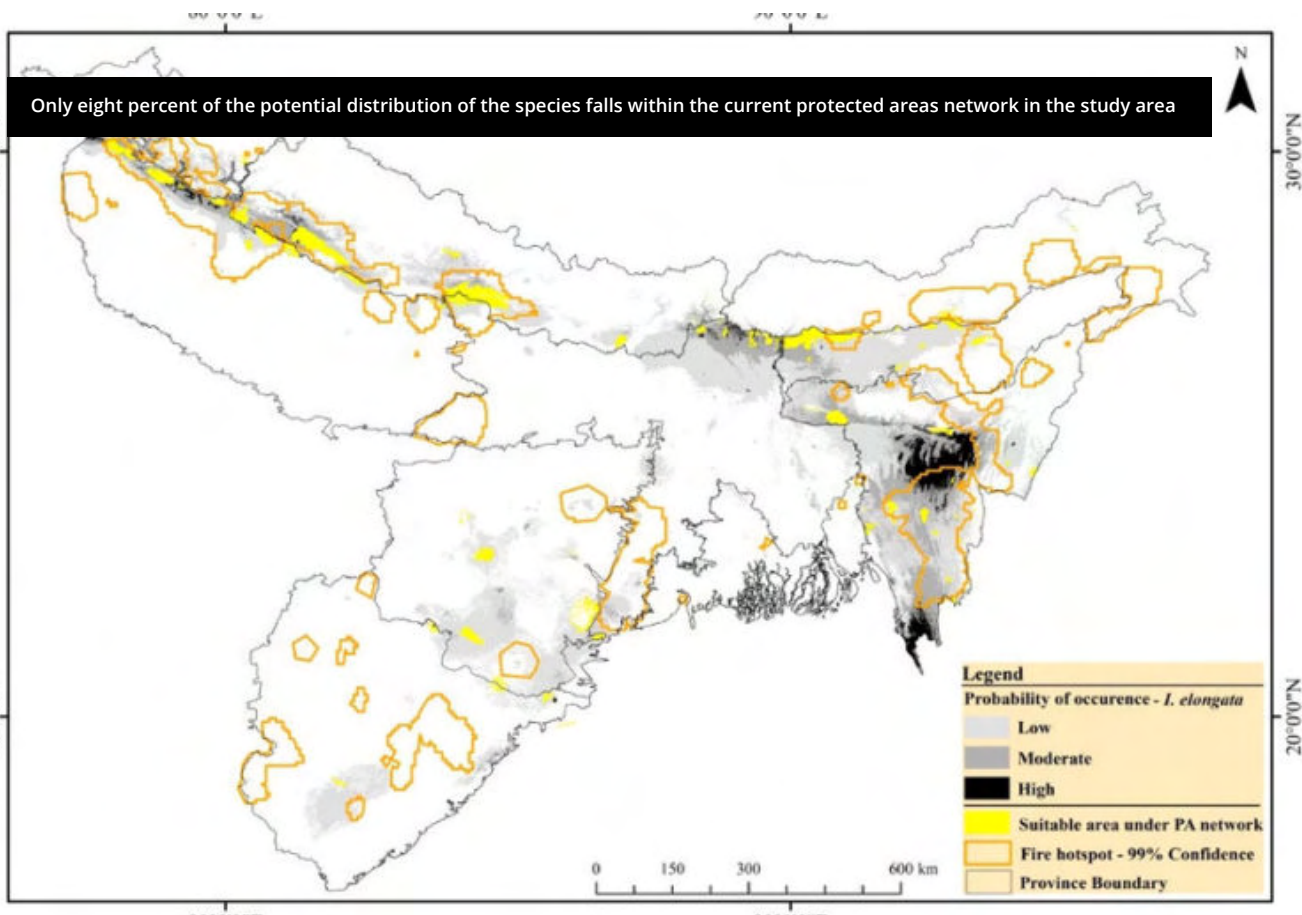 N
Only eight percent of the potential distribution of the species falls within the current protected areas network in the study area
30°0'0"N
20°0'0"N
Legend
Probability of occurence - I. elongata
Low
Moderate
High
Suitable area under PA network
Fire hotspot - 99% Confidence
Province Boundary
0 150 300 600 km